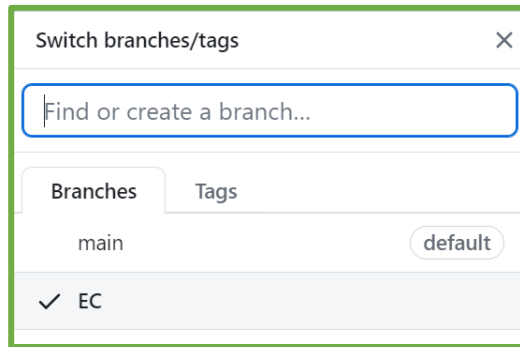 Switch branches/tags
Find or create a branch...
Branches Tags
main default
EC